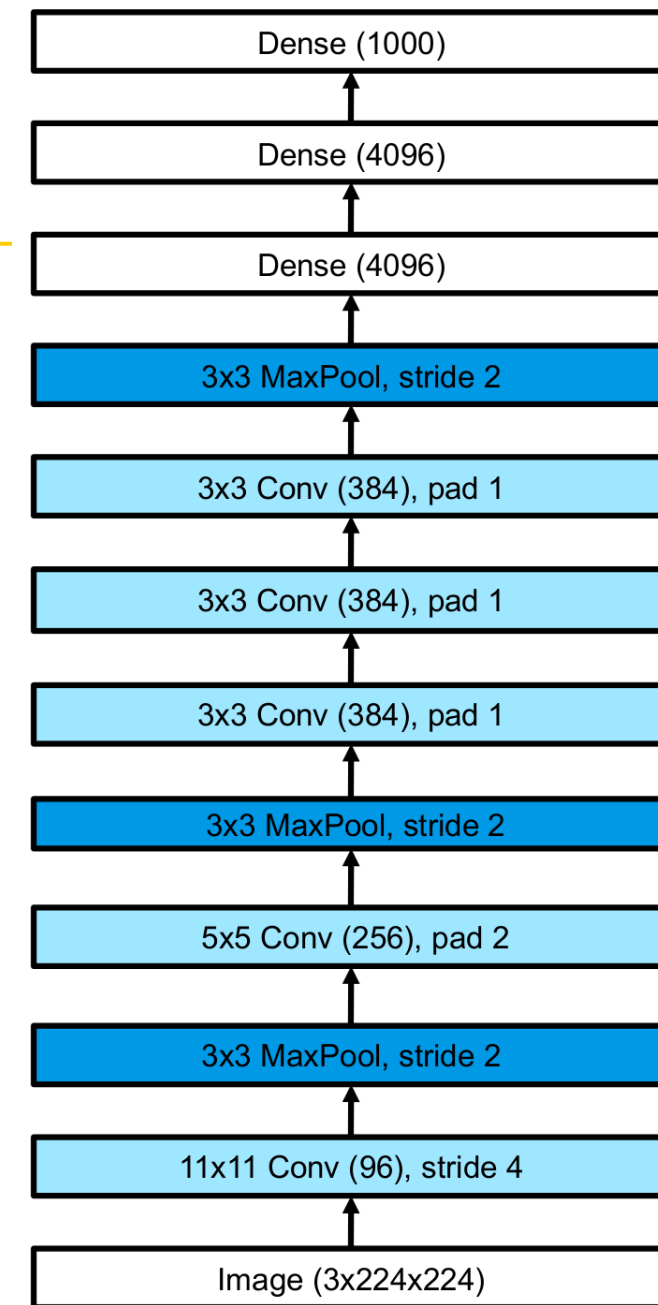 Dense (1000)
Dense (4096)
Dense (4096)
3x3 MaxPool, stride 2
3x3 Conv (384), pad 1
3x3 Conv (384), pad 1
3x3 Conv (384), pad 1
3x3 MaxPool, stride 2
5x5 Conv (256), pad 2
3x3 MaxPool, stride 2
11x11 Conv (96), stride 4
Image (3x224x224)